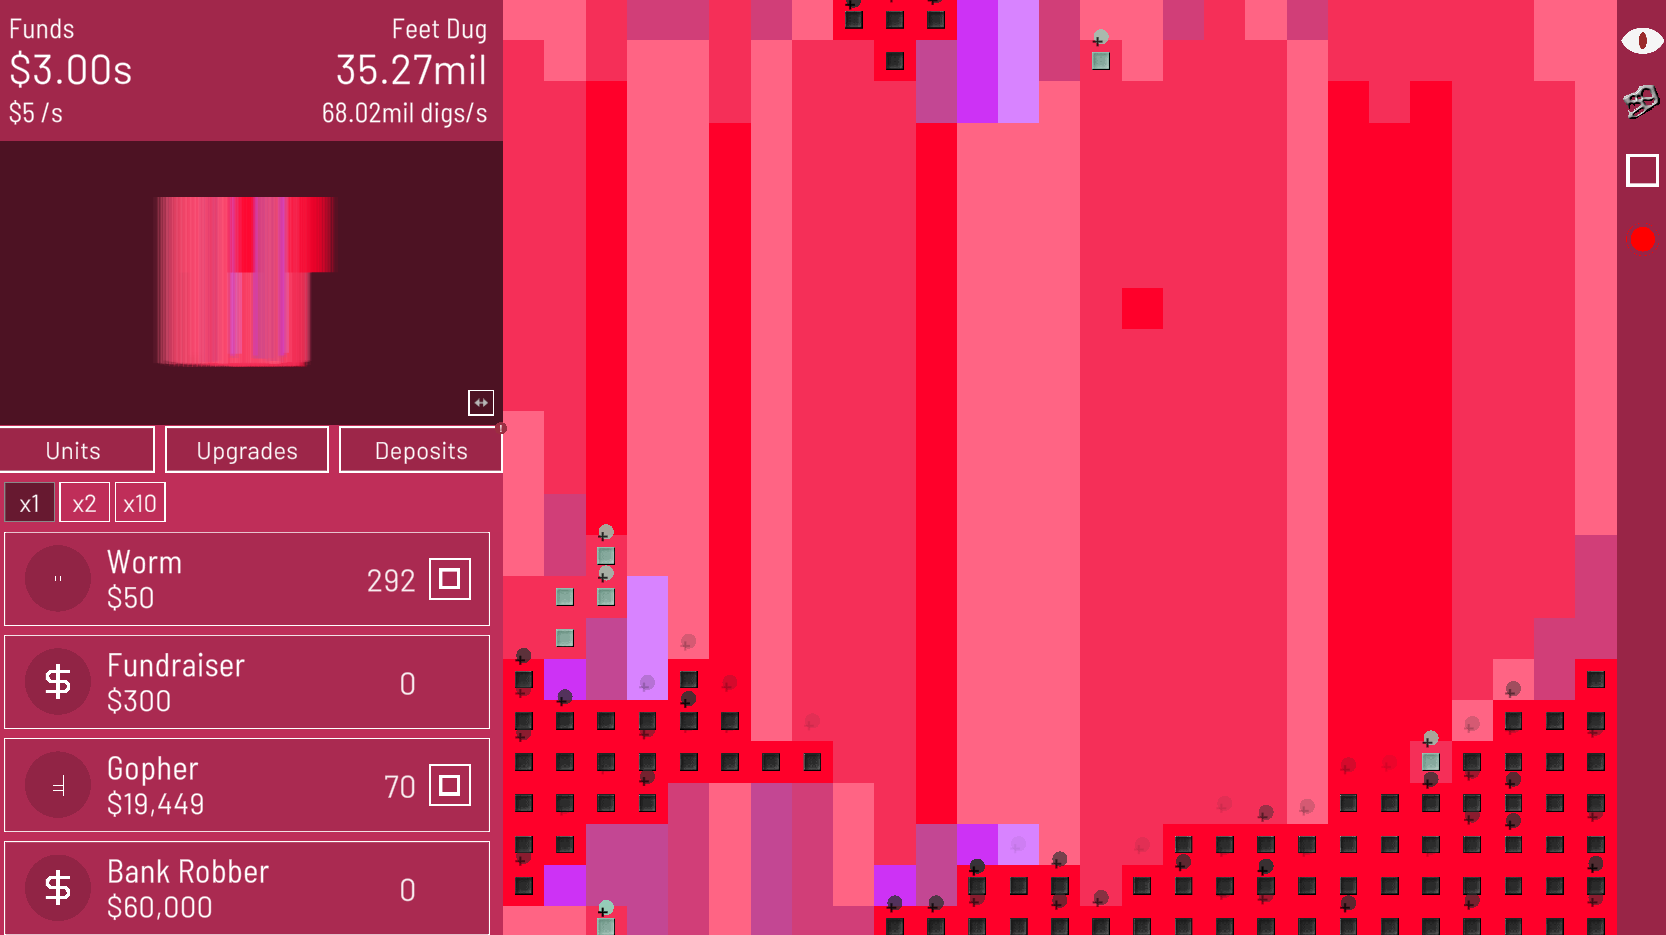 Funds
Feet Dug
$3.00s
35.27mil
$5 /s
68.02mil digs/s
Units
Upgrades
Deposits
!
x1
x2
x10
Worm
$50
292
Fundraiser
$300
0
Gopher
$19,449
70
Bank Robber
$60,000
0